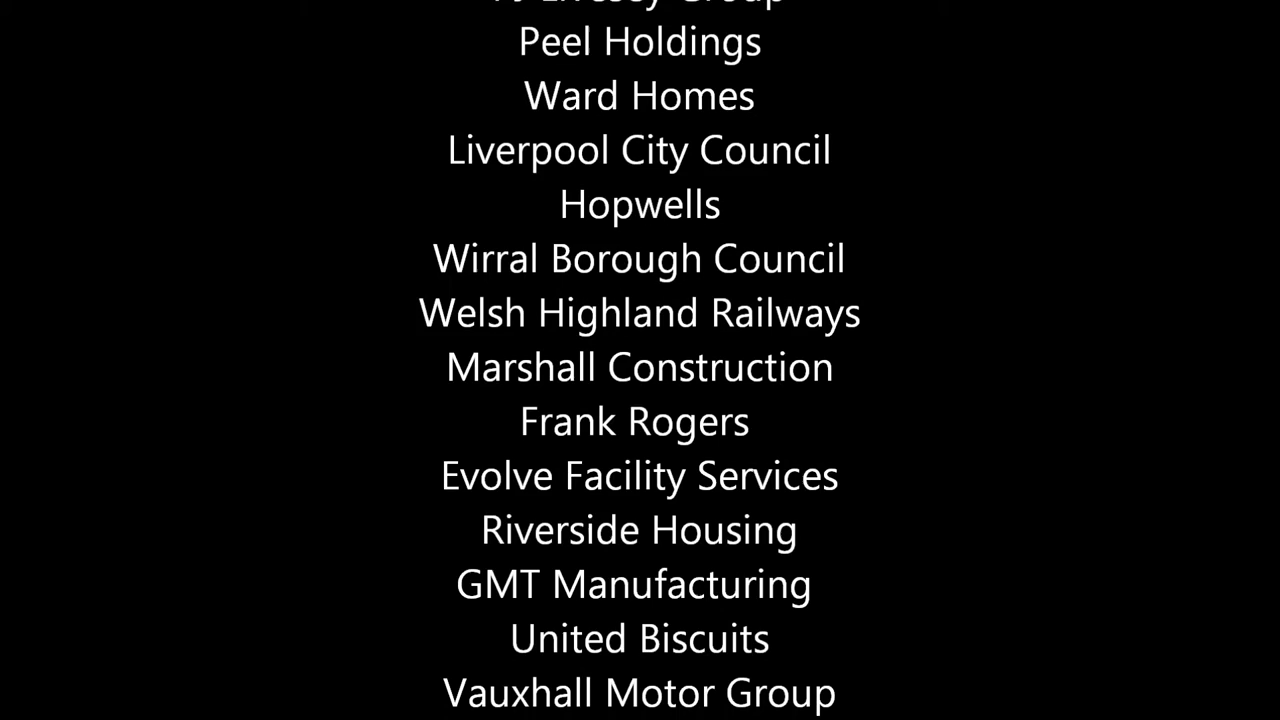 Group
Peel Holdings
Ward Homes
Liverpool City Council
Hopwells
Wirral Borough Council
Welsh Highland Railways
Marshall Construction
Frank Rogers
Evolve Facility Services
Riverside Housing
GMT Manufacturing
United Biscuits
Vauxhall Motor Group